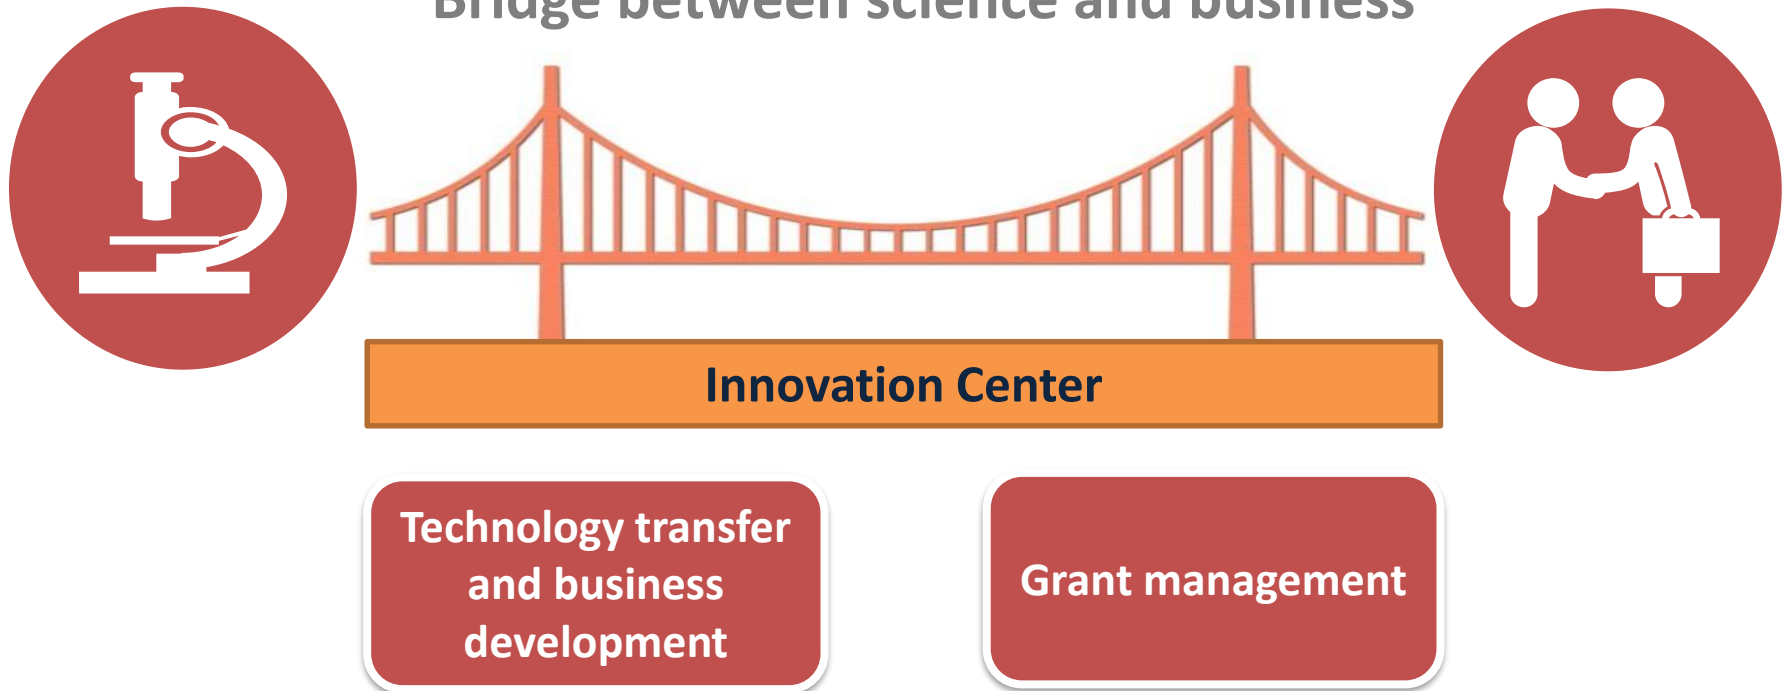 Bridge between science and business
Innovation Center
Technology transfer
and business
development
Grant management